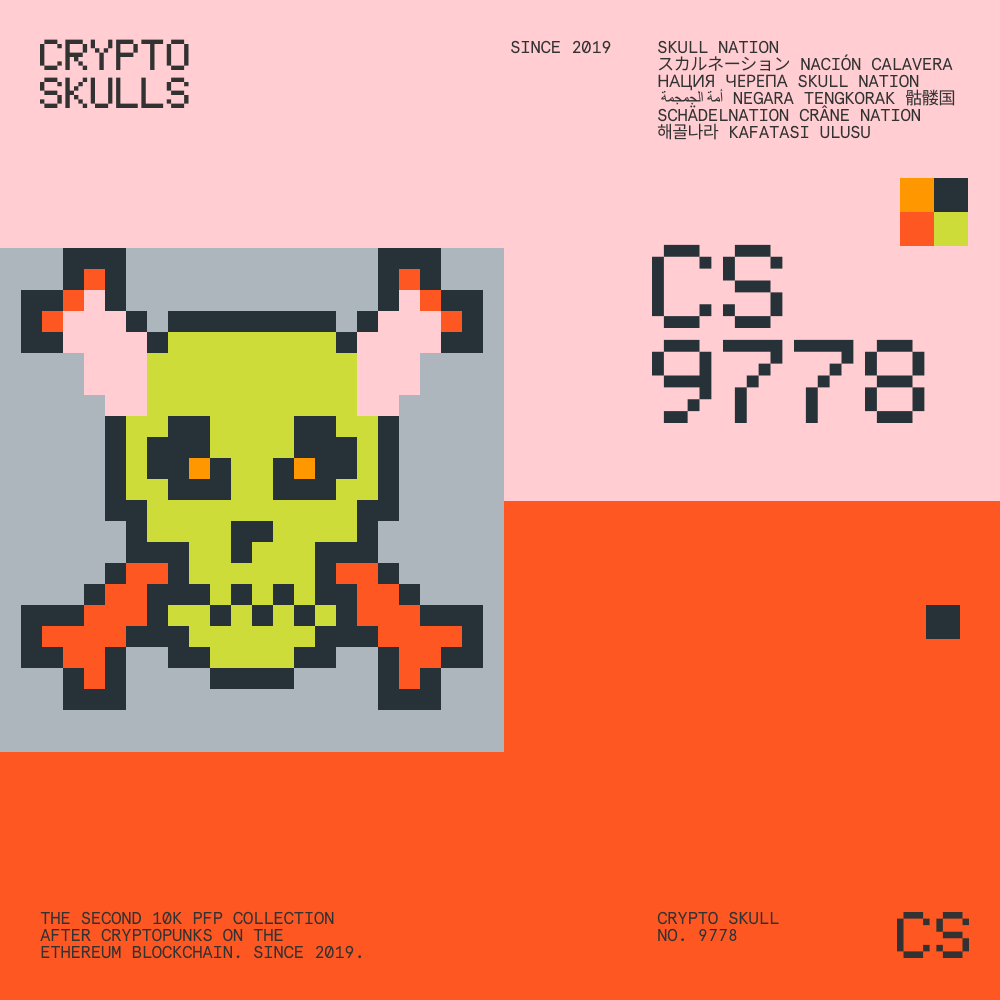 CRYPTO
SKULLS
SINCE 2019
SKULL NATION
スカルネーション NACIÓN CALAVERA
НАЦИЯ ЧЕРЕПА SKULL NATION
أمة الجمجمة NEGARA TENGKORAK 骷髅国
SCHÄDELNATION CRÂNE NATION
해골나라 KAFATASI ULUSU
CS
9778
THE SECOND 10K PFP COLLECTION
AFTER CRYPTOPUNKS ON THE
ETHEREUM BLOCKCHAIN. SINCE 2019.
CRYPTO SKULL
NO. 9778
CS